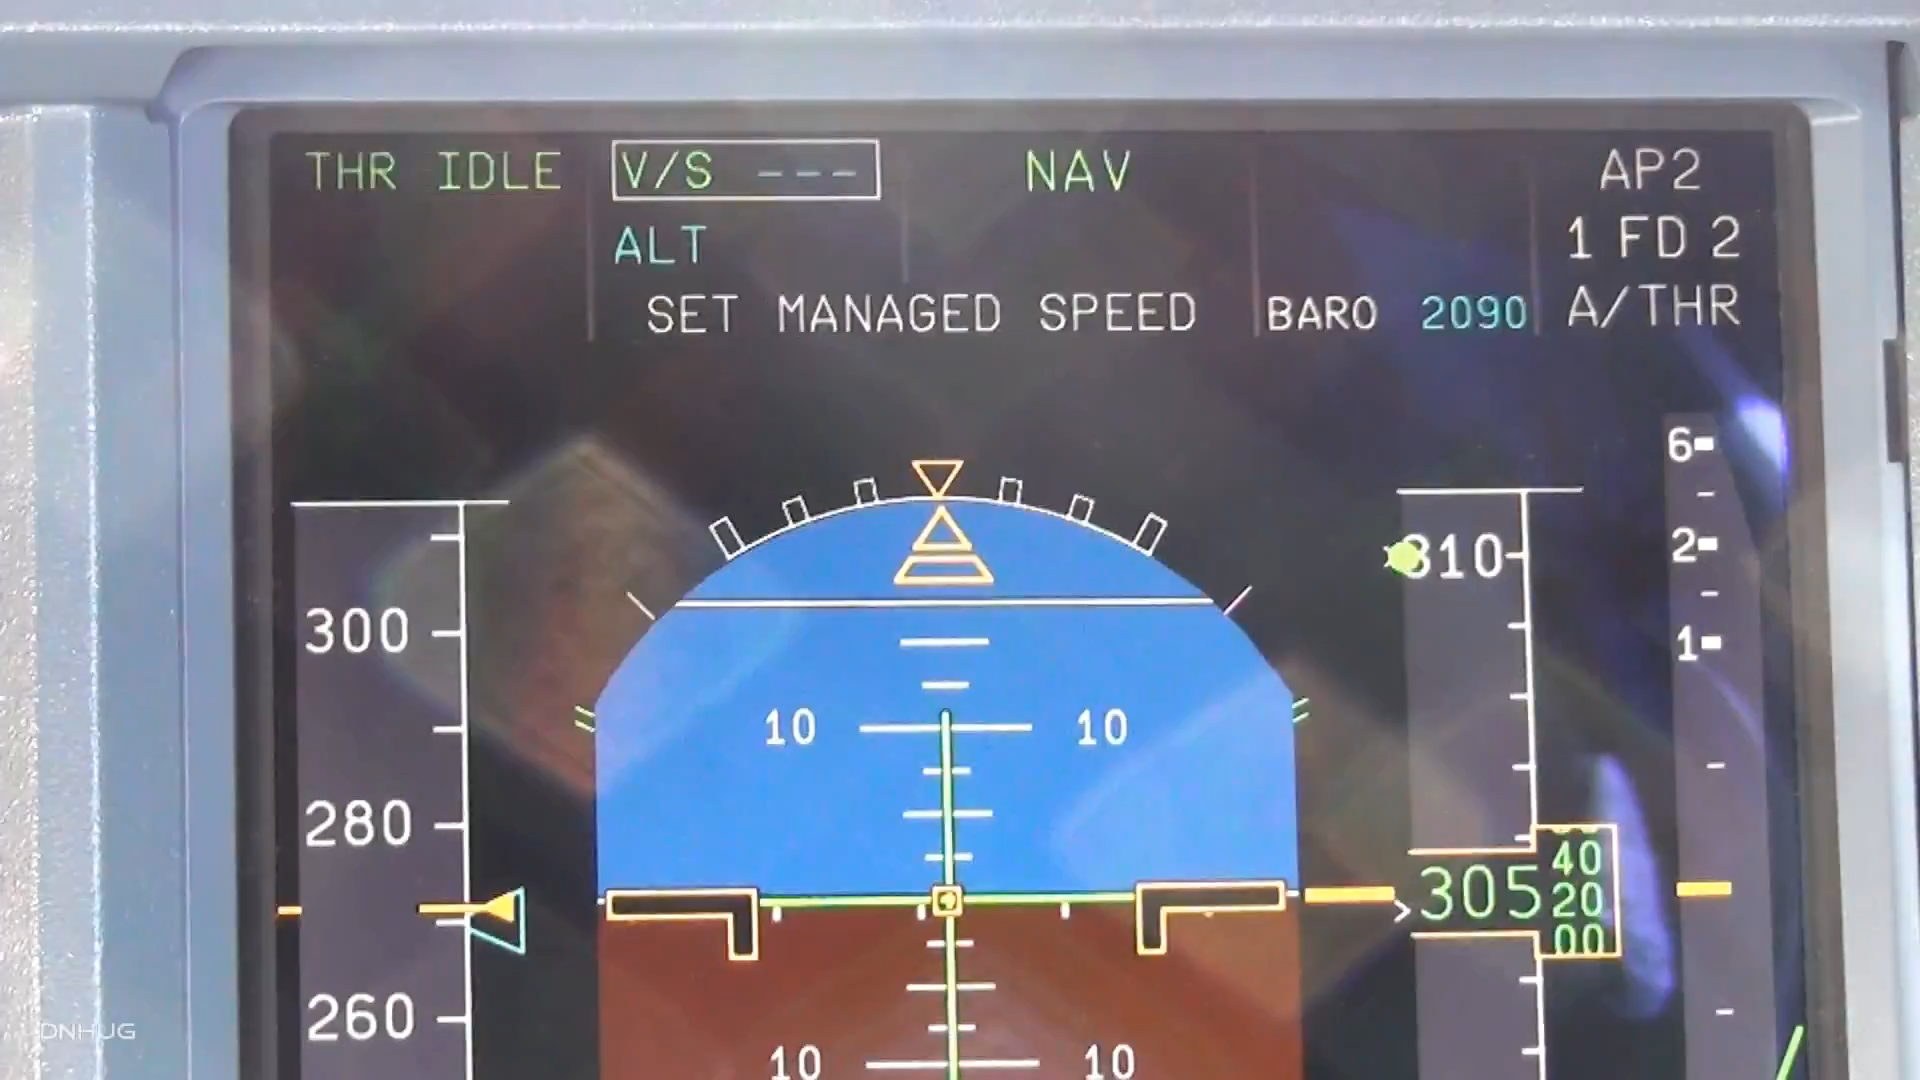 THR IDLE V/S --- NAV AP2
ALT 1 FD 2
SET MANAGED SPEED BARO 2090 A/THR
6
310 2
300 1
10 10
280
40
305 20
00
260
10 10
DNHUG